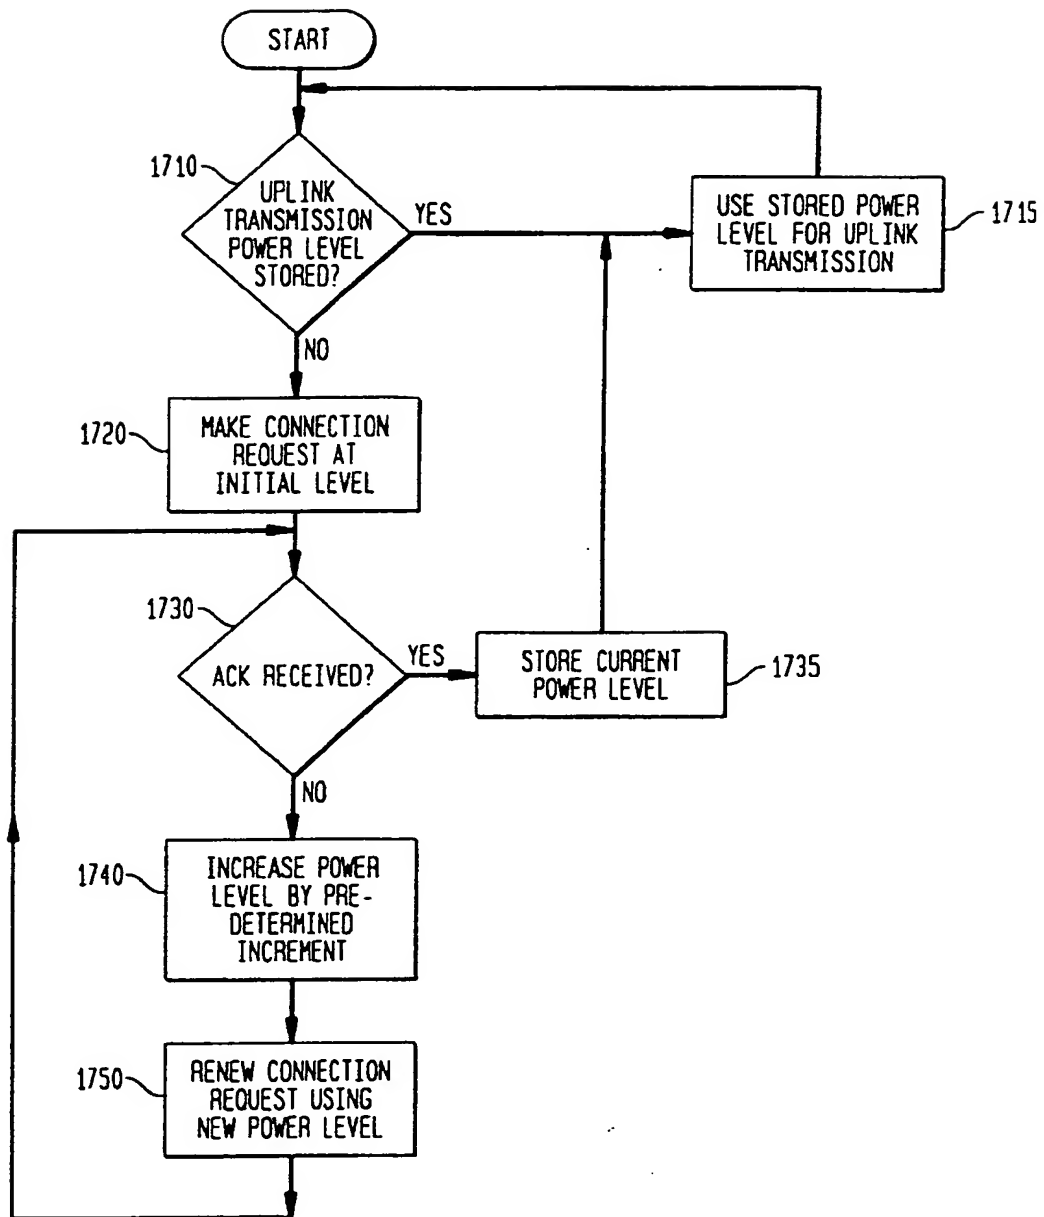 START
1710
UPLINK
TRANSMISSION
POWER LEVEL
STORED?
YES
USE STORED POWER
LEVEL FOR UPLINK
TRANSMISSION
1715
NO
1720
MAKE CONNECTION
REQUEST AT
INITIAL LEVEL
1730
ACK RECEIVED?
YES
STORE CURRENT
POWER LEVEL
1735
NO
1740
INCREASE POWER
LEVEL BY PRE-
DETERMINED
INCREMENT
1750
RENEW CONNECTION
REQUEST USING
NEW POWER LEVEL